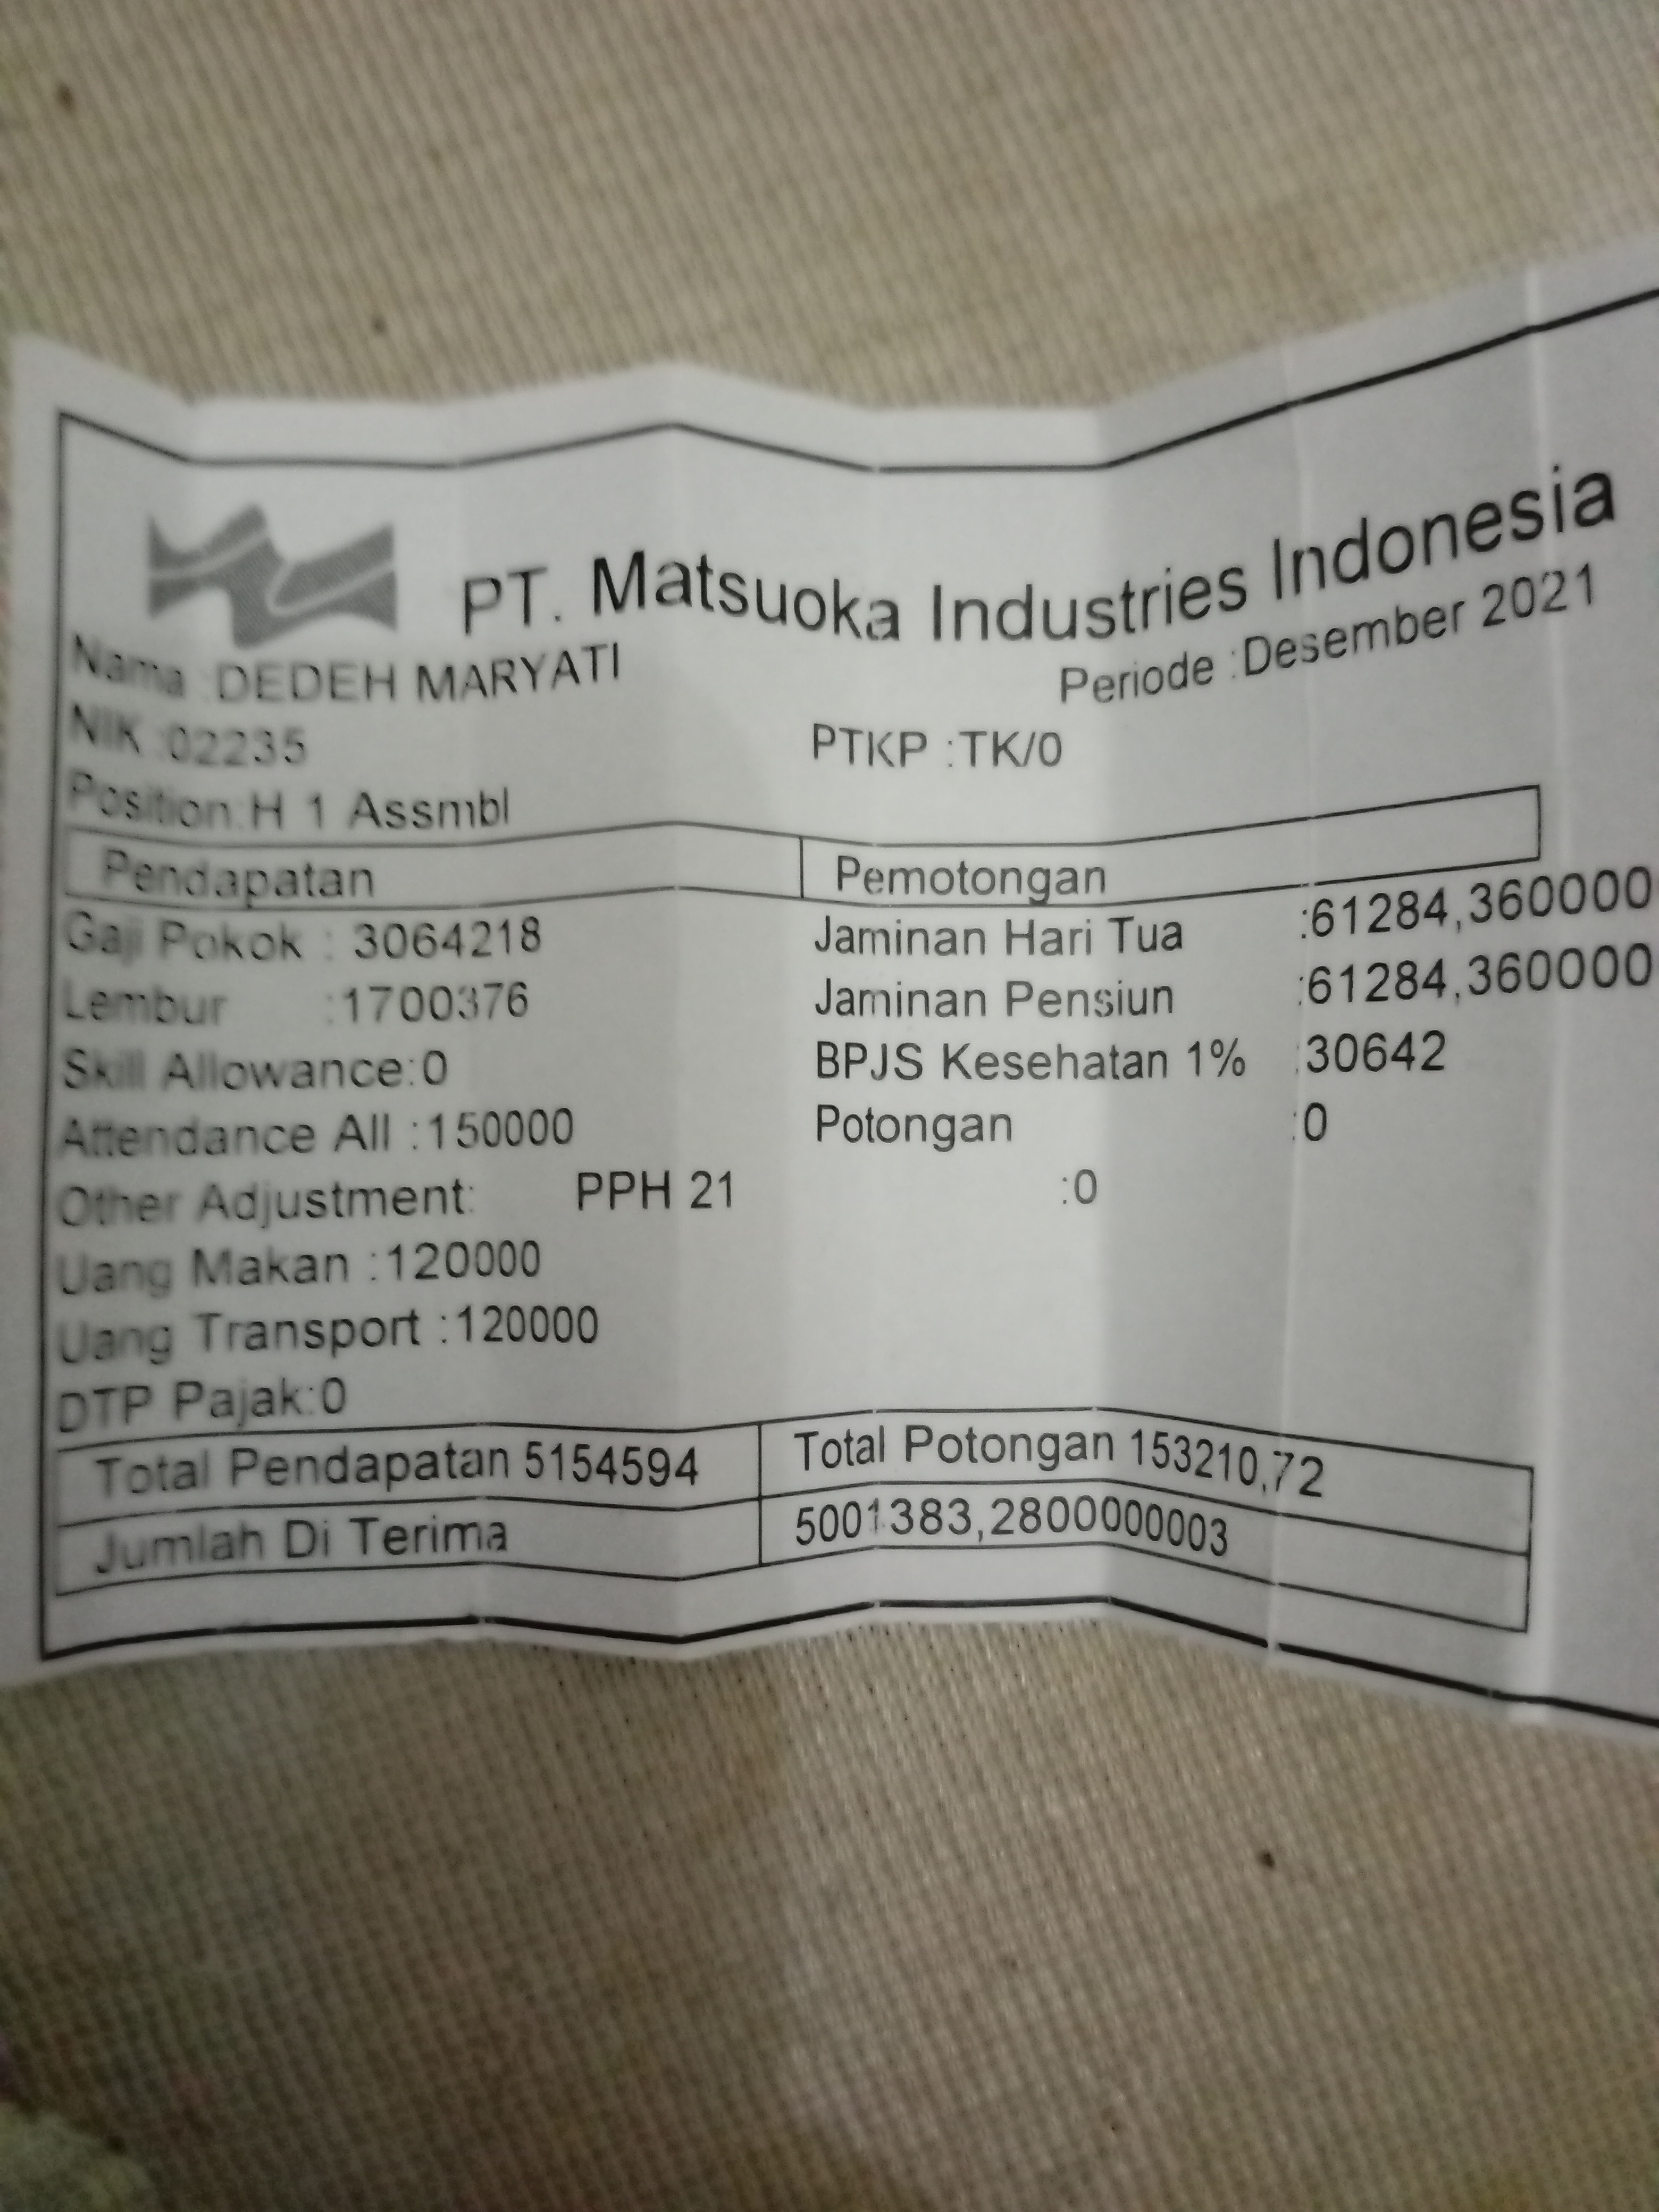 PT. Matsuoka Industries Indonesia
Nama :DEDEH MARYATI Periode :Desember 2021
NIK :02235 PTKP :TK/0
Position:H 1 Assmbl
Pendapatan Pemotongan
Gaji Pokok : 3064218 Jaminan Hari Tua :61284,360000
Lembur :1700376 Jaminan Pensiun :61284,360000
Skill Allowance:0 BPJS Kesehatan 1% :30642
Attendance All :150000 Potongan :0
Other Adjustment: PPH 21 :0
Uang Makan :120000
Uang Transport :120000
DTP Pajak:0
Total Pendapatan 5154594 Total Potongan 153210,72
Jumlah Di Terima 5001383,2800000003